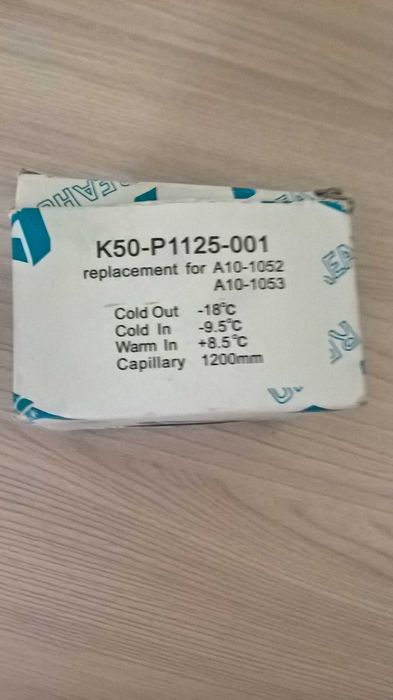 K50-P1125-001
replacement for A10-1052
A10-1053
Cold Out -18°C
Cold In -9.5°C
Warm In +8.5°C
Capillary 1200mm